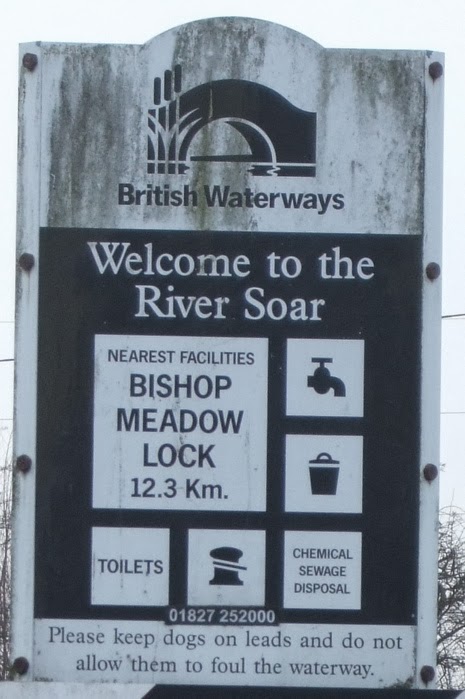 British Waterways
Welcome to the
River Soar
NEAREST FACILITIES
BISHOP
MEADOW
LOCK
12.3 Km.
TOILETS
CHEMICAL
SEWAGE
DISPOSAL
01827 252000
Please keep dogs on leads and do not
allow them to foul the waterway.